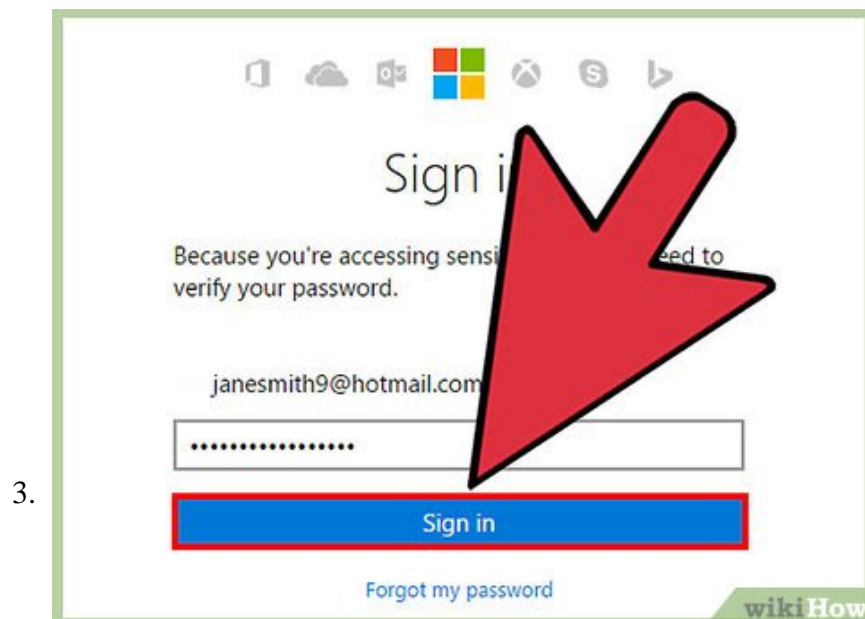 Sign i
Because you're accessing sensi eed to
verify your password.
janesmith9@hotmail.com
3.
Sign in
Forgot my password
wikiHow